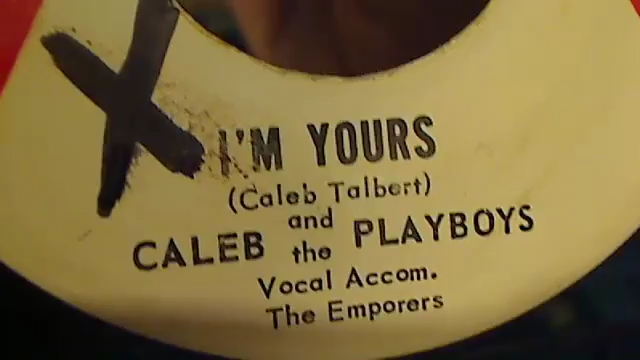 I'M YOURS
(Caleb Talbert)
CALEB and the PLAYBOYS
Vocal Accom.
The Emporers